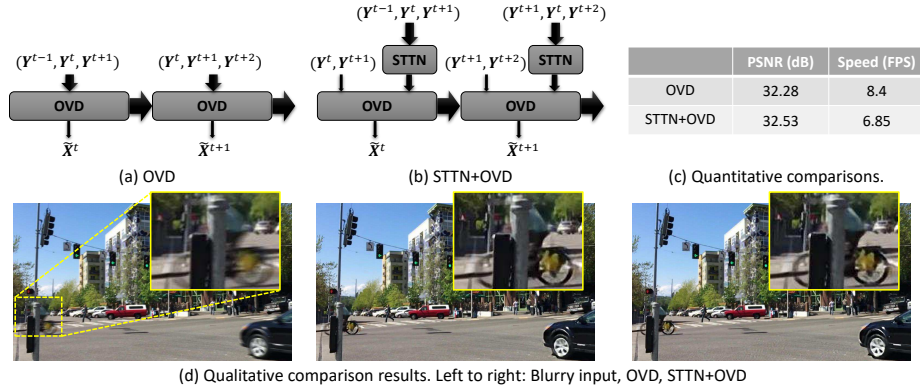 (Y^{t-1}, Y^t, Y^{t+1})
(Y^t, Y^{t+1}, Y^{t+2})
OVD
OVD
X̃^t
X̃^{t+1}
(a) OVD
(Y^{t-1}, Y^t, Y^{t+1})
(Y^{t+1}, Y^t, Y^{t+2})
(Y^t, Y^{t+1})
STTN
(Y^{t+1}, Y^{t+2})
STTN
OVD
OVD
X̃^t
X̃^{t+1}
(b) STTN+OVD
PSNR (dB) Speed (FPS)
OVD 32.28 8.4
STTN+OVD 32.53 6.85
(c) Quantitative comparisons.
(d) Qualitative comparison results. Left to right: Blurry input, OVD, STTN+OVD